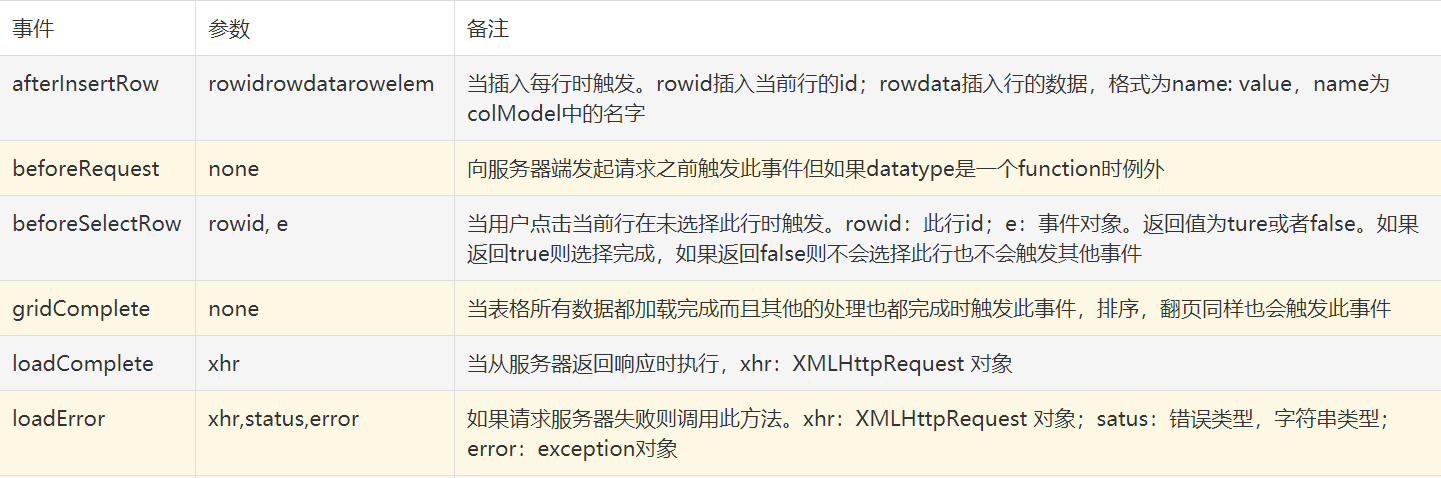 事件 参数 备注
afterInsertRow rowidrowdatarowelem 当插入每行时触发。rowid插入当前行的id；rowdata插入行的数据，格式为name: value，name为
colModel中的名字
beforeRequest none 向服务器端发起请求之前触发此事件但如果datatype是一个function时例外
beforeSelectRow rowid, e 当用户点击当前行在未选择此行时触发。rowid：此行id；e：事件对象。返回值为ture或者false。如果
返回true则选择完成，如果返回false则不会选择此行也不会触发其他事件
gridComplete none 当表格所有数据都加载完成而且其他的处理也都完成时触发此事件，排序，翻页同样也会触发此事件
loadComplete xhr 当从服务器返回响应时执行，xhr：XMLHttpRequest 对象
loadError xhr,status,error 如果请求服务器失败则调用此方法。xhr：XMLHttpRequest 对象；satus：错误类型，字符串类型；
error：exception对象